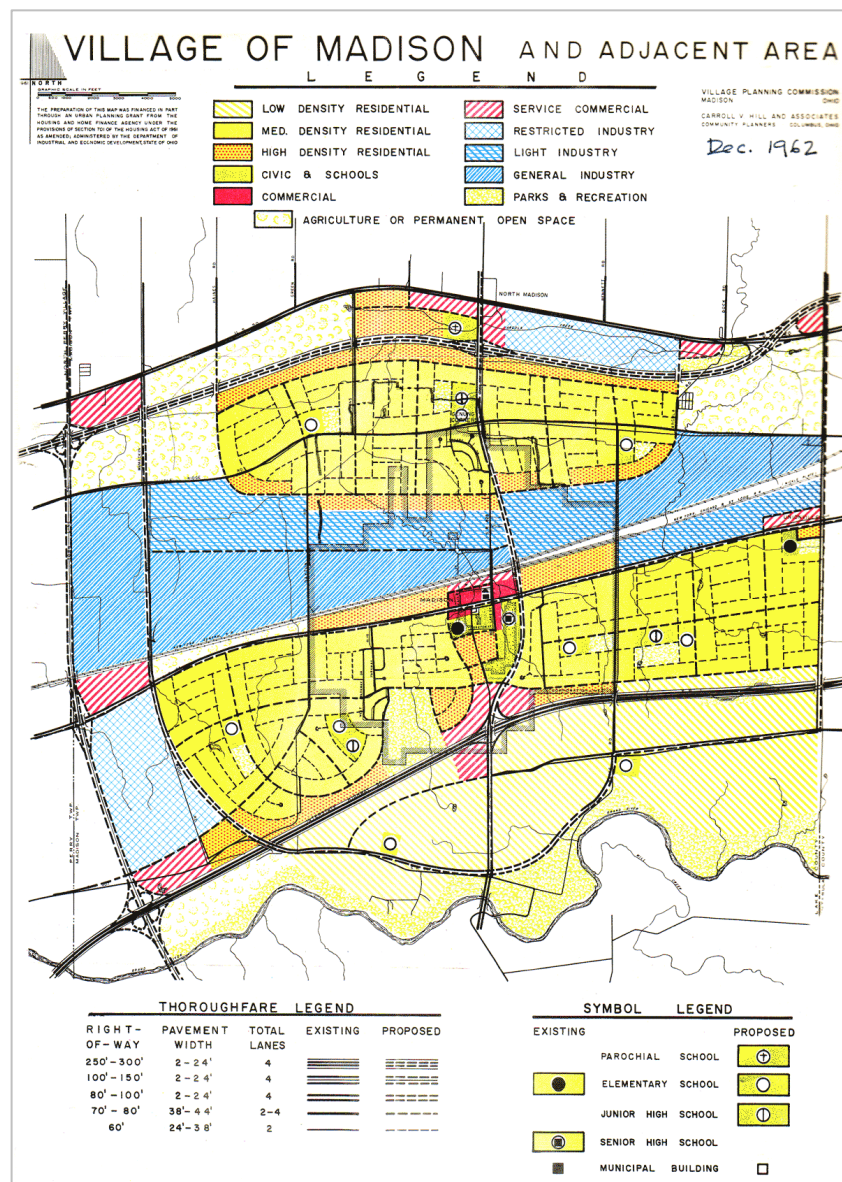 VILLAGE OF MADISON AND ADJACENT AREA
L E G E N D
NORTH
GRAPHIC SCALE IN FEET
THE PREPARATION OF THIS MAP WAS FINANCED IN PART
THROUGH AN URBAN PLANNING GRANT FROM THE
HOUSING AND HOME FINANCE AGENCY UNDER THE
PROVISIONS OF SECTION 701 OF THE HOUSING ACT OF 1961
AS AMENDED, ADMINISTERED BY THE DEPARTMENT OF
INDUSTRIAL AND ECONOMIC DEVELOPMENT, STATE OF OHIO
VILLAGE PLANNING COMMISSION
MADISON OHIO
CARROLL V HILL AND ASSOCIATES
COMMUNITY PLANNERS COLUMBUS, OHIO
Dec. 1962
LOW DENSITY RESIDENTIAL
MED. DENSITY RESIDENTIAL
HIGH DENSITY RESIDENTIAL
CIVIC & SCHOOLS
COMMERCIAL
SERVICE COMMERCIAL
RESTRICTED INDUSTRY
LIGHT INDUSTRY
GENERAL INDUSTRY
PARKS & RECREATION
AGRICULTURE OR PERMANENT OPEN SPACE
NORTH MADISON
MADISON
PERRY TWP
MADISON TWP
THOROUGHFARE LEGEND
RIGHT- PAVEMENT TOTAL EXISTING PROPOSED
OF-WAY WIDTH LANES
250'-300' 2-24' 4
100'-150' 2-24' 4
80'-100' 2-24' 4
70'-80' 38'-44' 2-4
60' 24'-38' 2
SYMBOL LEGEND
EXISTING PROPOSED
PAROCHIAL SCHOOL
ELEMENTARY SCHOOL
JUNIOR HIGH SCHOOL
SENIOR HIGH SCHOOL
MUNICIPAL BUILDING